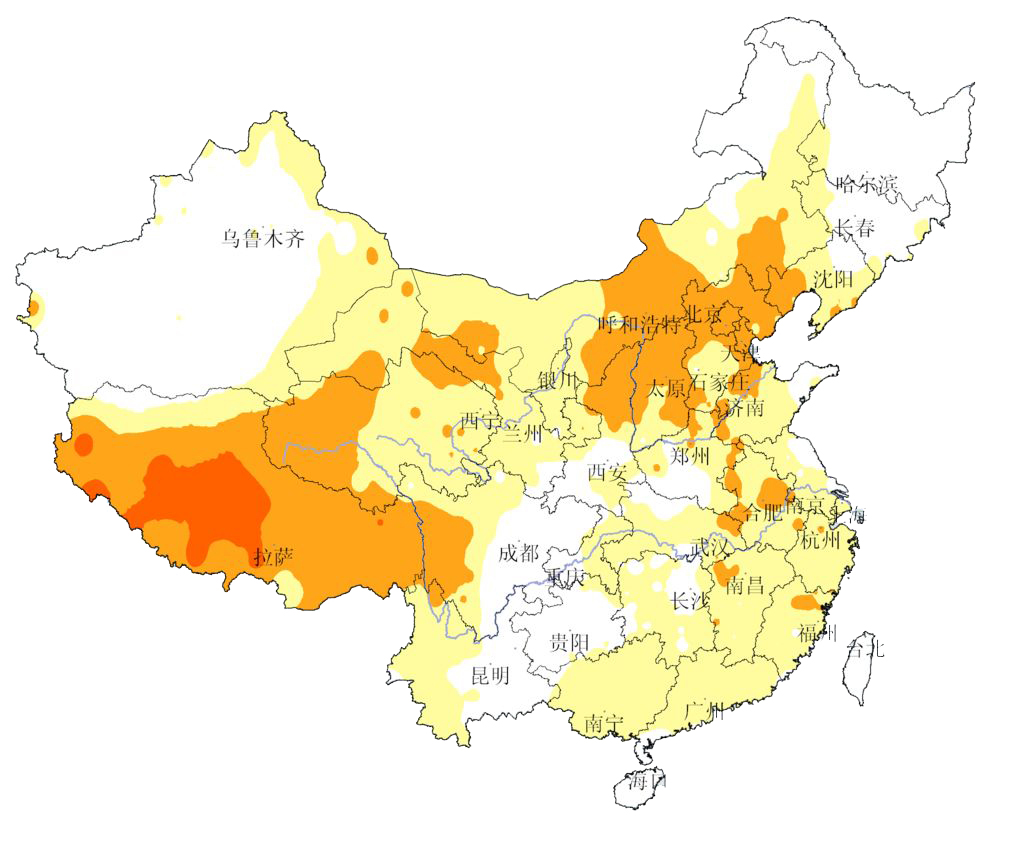 哈尔滨
长春
乌鲁木齐
沈阳
北京
呼和浩特
天津
银川
太原
石家庄
济南
西宁
兰州
郑州
西安
南京
合肥
上海
杭州
武汉
成都
拉萨
重庆
南昌
长沙
福州
贵阳
台北
昆明
广州
南宁
海口